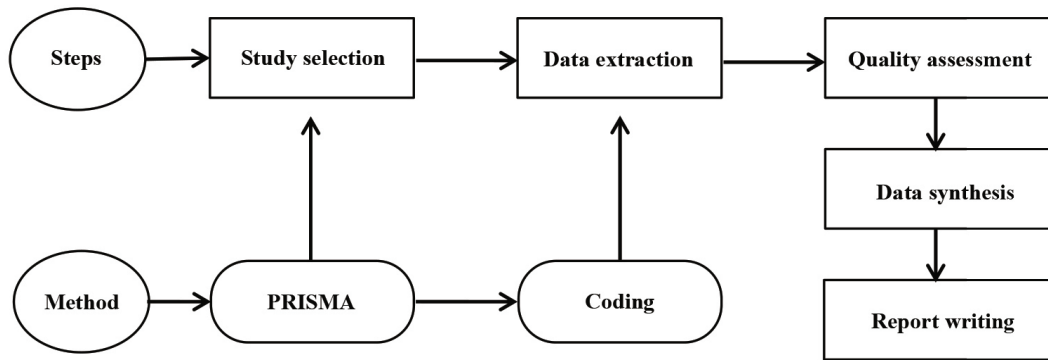 Steps
Study selection
Data extraction
Quality assessment
Data synthesis
Method
PRISMA
Coding
Report writing